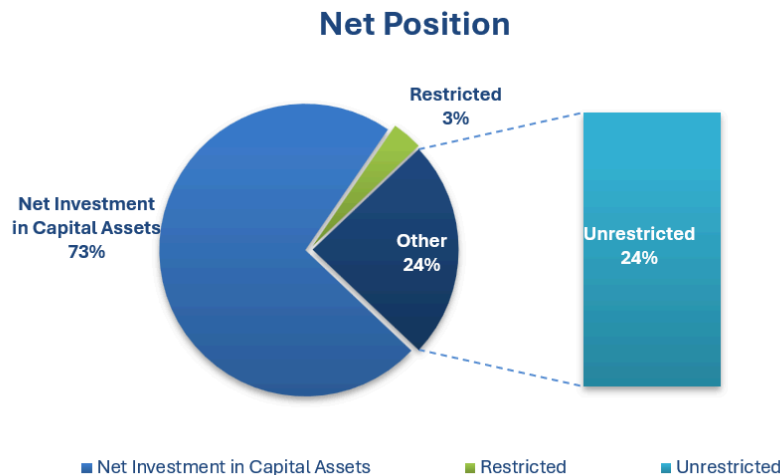 Net Position
Restricted
3%
Net Investment
in Capital Assets
73%
Other
24%
Unrestricted
24%
Net Investment in Capital Assets
Restricted
Unrestricted